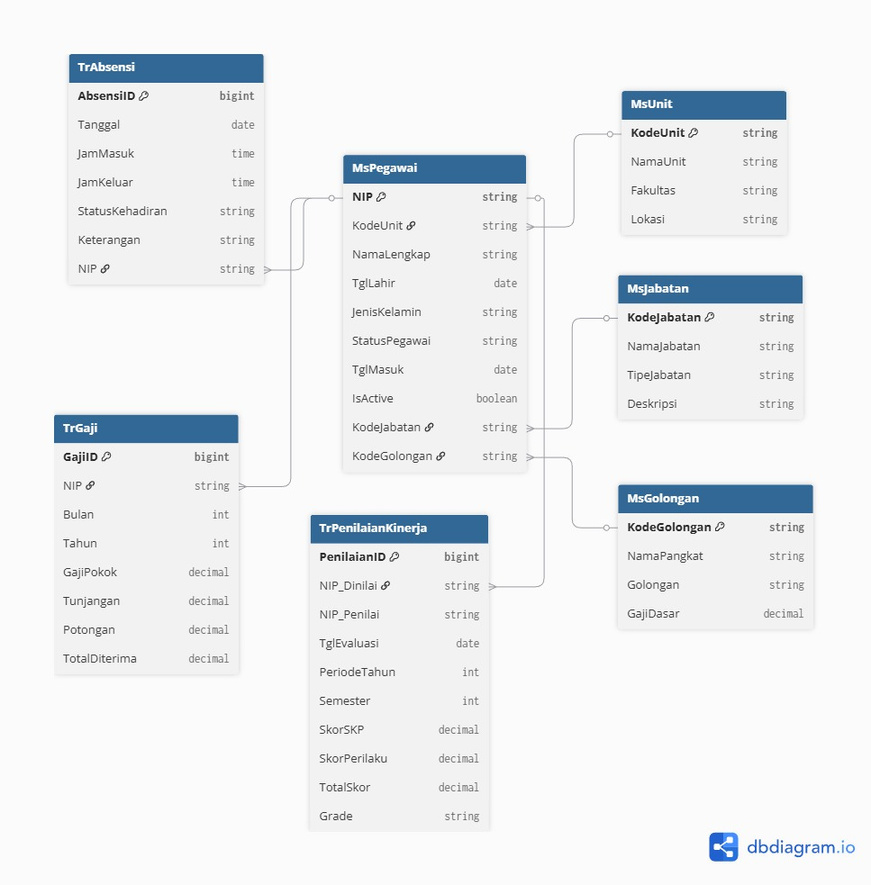 TrAbsensi
AbsensiID bigint
Tanggal date
JamMasuk time
JamKeluar time
StatusKehadiran string
Keterangan string
NIP string
MsPegawai
NIP string
KodeUnit string
NamaLengkap string
TglLahir date
JenisKelamin string
StatusPegawai string
TglMasuk date
IsActive boolean
KodeJabatan string
KodeGolongan string
MsUnit
KodeUnit string
NamaUnit string
Fakultas string
Lokasi string
MsJabatan
KodeJabatan string
NamaJabatan string
TipeJabatan string
Deskripsi string
TrGaji
GajiID bigint
NIP string
Bulan int
Tahun int
GajiPokok decimal
Tunjangan decimal
Potongan decimal
TotalDiterima decimal
TrPenilaianKinerja
PenilaianID bigint
NIP_Dinilai string
NIP_Penilai string
TglEvaluasi date
PeriodeTahun int
Semester int
SkorSKP decimal
SkorPerilaku decimal
TotalSkor decimal
Grade string
MsGolongan
KodeGolongan string
NamaPangkat string
Golongan string
GajiDasar decimal
dbdiagram.io